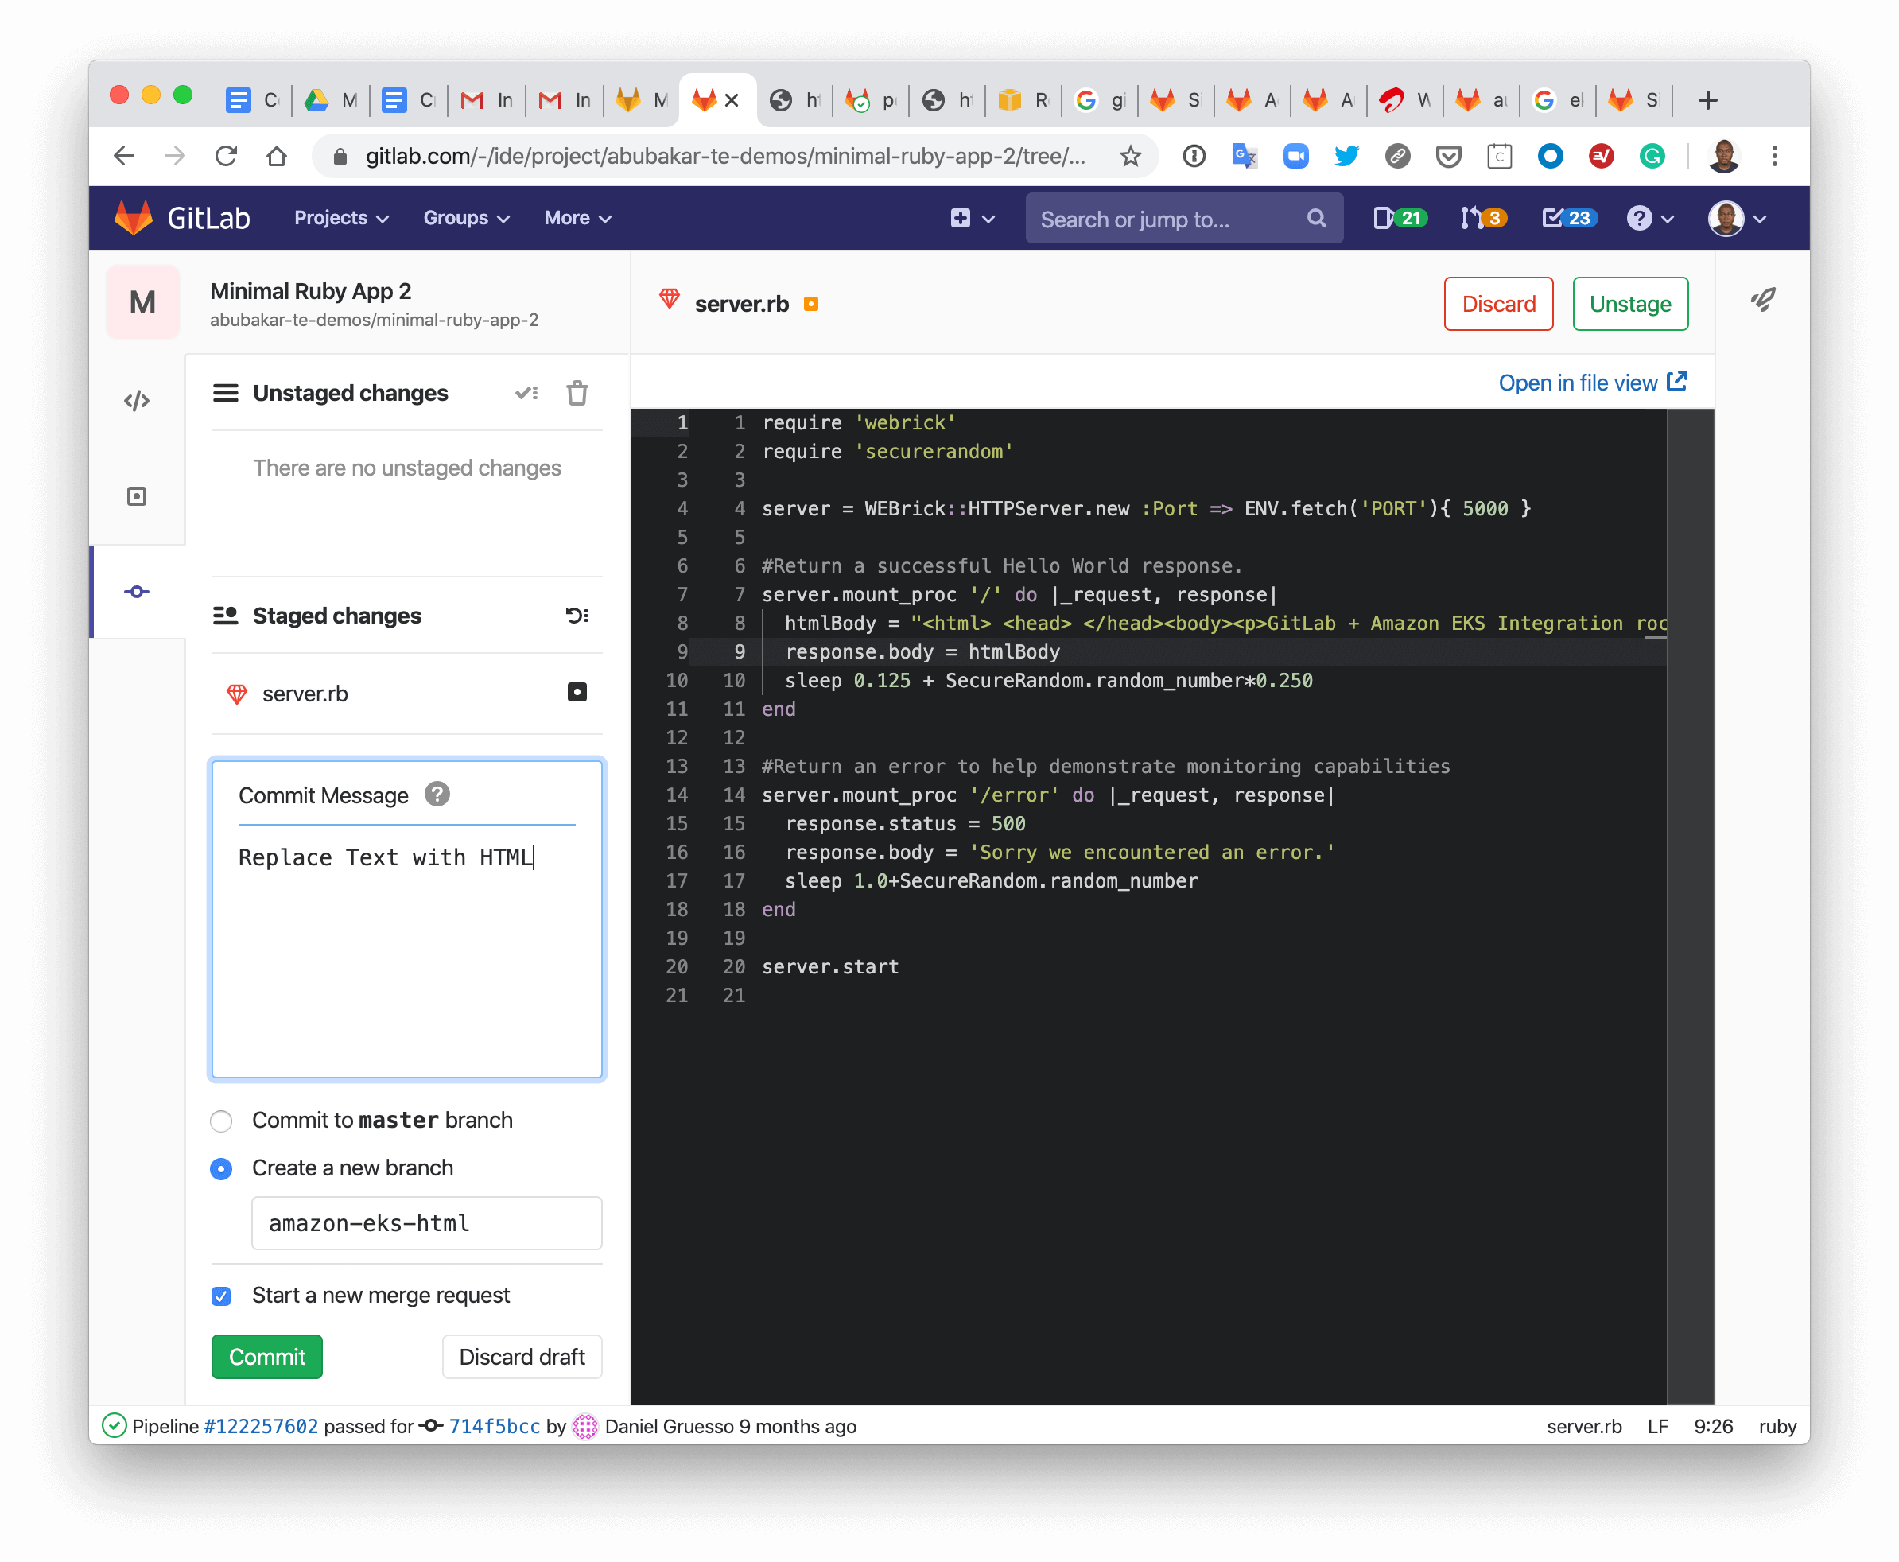 C
M
C
In
In
M
h
p
h
R
gi
S
A
A
W
au
el
S
gitlab.com/-/ide/project/abubakar-te-demos/minimal-ruby-app-2/tree/...
GitLab Projects Groups More Search or jump to... 21 3 23
M
Minimal Ruby App 2
abubakar-te-demos/minimal-ruby-app-2
Unstaged changes
There are no unstaged changes
Staged changes
server.rb
Commit Message
Replace Text with HTML
Commit to master branch
Create a new branch
amazon-eks-html
Start a new merge request
Commit Discard draft
server.rb
Discard Unstage
Open in file view
1 1 require 'webrick'
2 2 require 'securerandom'
3 3
4 4 server = WEBrick::HTTPServer.new :Port => ENV.fetch('PORT'){ 5000 }
5 5
6 6 #Return a successful Hello World response.
7 7 server.mount_proc '/' do |_request, response|
8 8 htmlBody = "<html> <head> </head><body><p>GitLab + Amazon EKS Integration roc
9 9 response.body = htmlBody
10 10 sleep 0.125 + SecureRandom.random_number*0.250
11 11 end
12 12
13 13 #Return an error to help demonstrate monitoring capabilities
14 14 server.mount_proc '/error' do |_request, response|
15 15 response.status = 500
16 16 response.body = 'Sorry we encountered an error.'
17 17 sleep 1.0+SecureRandom.random_number
18 18 end
19 19
20 20 server.start
21 21
Pipeline #122257602 passed for 714f5bcc by Daniel Gruesso 9 months ago
server.rb LF 9:26 ruby